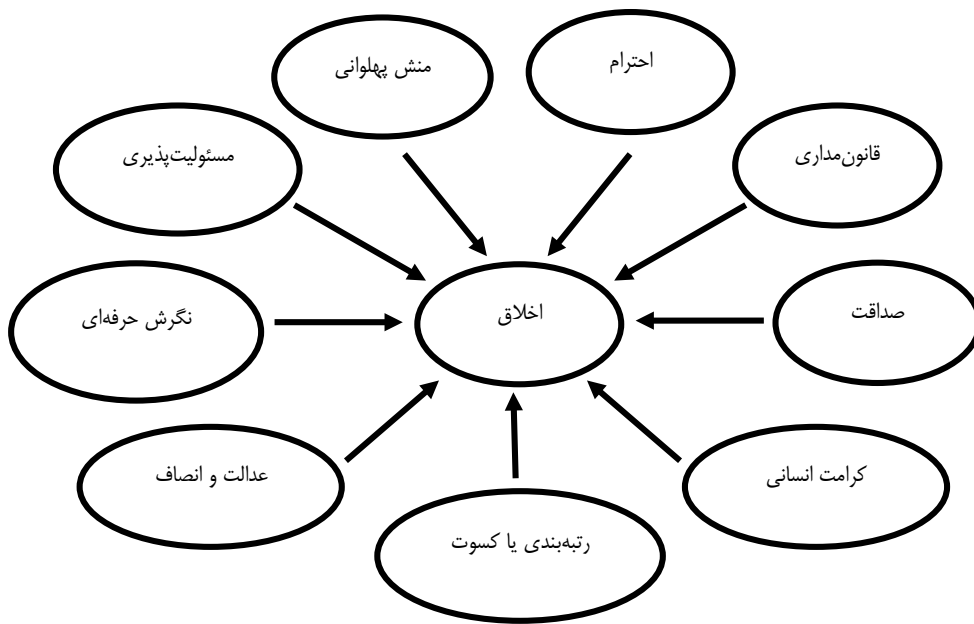 احترام
منش پهلوانی
قانون‌مداری
مسئولیت‌پذیری
صداقت
اخلاق
نگرش حرفه‌ای
کرامت انسانی
عدالت و انصاف
رتبه‌بندی یا کسوت